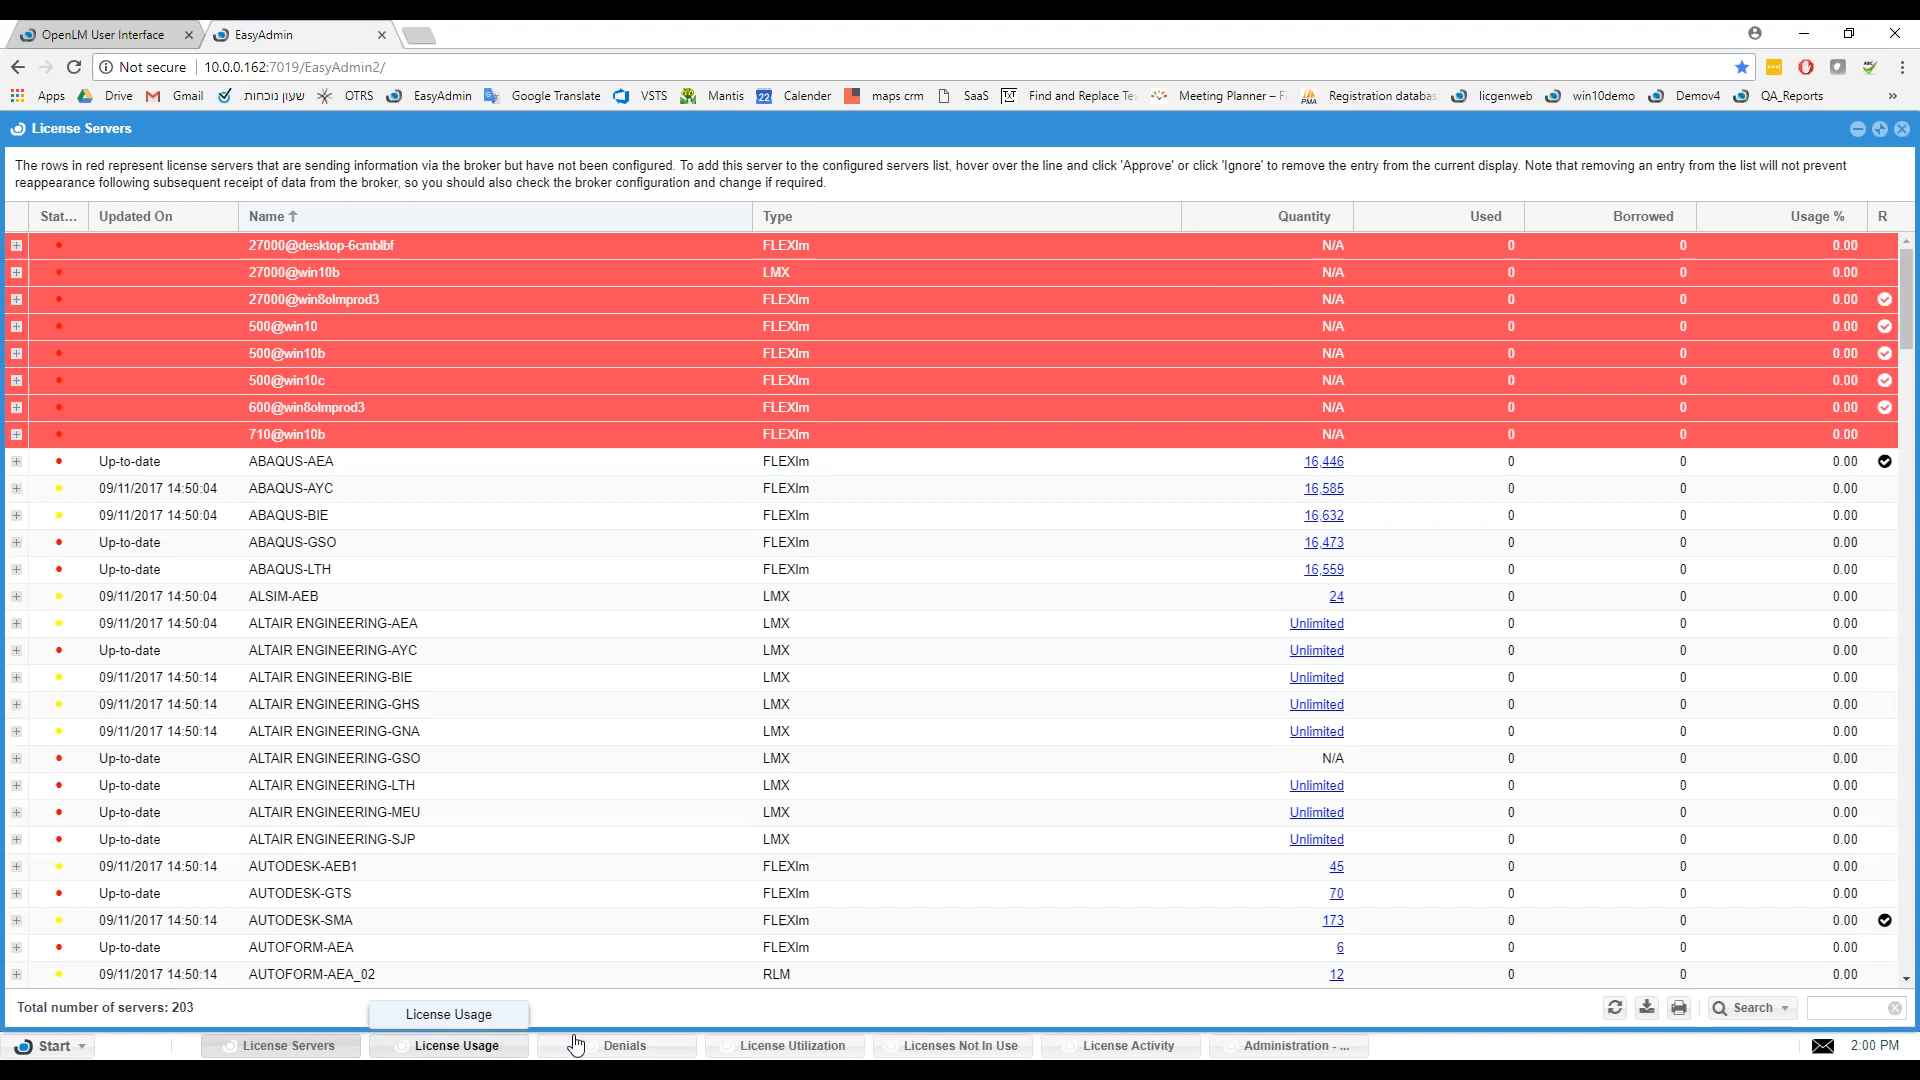 OpenLM User Interface
EasyAdmin
Not secure 10.0.0.162:7019/EasyAdmin2/
Apps Drive Gmail שעון נוכחות OTRS EasyAdmin Google Translate VSTS Mantis 22 Calender maps crm SaaS Find and Replace Te Meeting Planner – F PMA Registration databas licgenweb win10demo Demov4 QA_Reports »
License Servers
The rows in red represent license servers that are sending information via the broker but have not been configured. To add this server to the configured servers list, hover over the line and click 'Approve' or click 'Ignore' to remove the entry from the current display. Note that removing an entry from the list will not prevent
reappearance following subsequent receipt of data from the broker, so you should also check the broker configuration and change if required.
Stat... Updated On Name Type Quantity Used Borrowed Usage % R
27000@desktop-6cmblbf FLEXlm N/A 0 0 0.00
27000@win10b LMX N/A 0 0 0.00
27000@win8olmprod3 FLEXlm N/A 0 0 0.00
500@win10 FLEXlm N/A 0 0 0.00
500@win10b FLEXlm N/A 0 0 0.00
500@win10c FLEXlm N/A 0 0 0.00
600@win8olmprod3 FLEXlm N/A 0 0 0.00
710@win10b FLEXlm N/A 0 0 0.00
Up-to-date ABAQUS-AEA FLEXlm 16,446 0 0 0.00
09/11/2017 14:50:04 ABAQUS-AYC FLEXlm 16,585 0 0 0.00
09/11/2017 14:50:04 ABAQUS-BIE FLEXlm 16,632 0 0 0.00
Up-to-date ABAQUS-GSO FLEXlm 16,473 0 0 0.00
Up-to-date ABAQUS-LTH FLEXlm 16,559 0 0 0.00
09/11/2017 14:50:04 ALSIM-AEB LMX 24 0 0 0.00
09/11/2017 14:50:04 ALTAIR ENGINEERING-AEA LMX Unlimited 0 0 0.00
Up-to-date ALTAIR ENGINEERING-AYC LMX Unlimited 0 0 0.00
09/11/2017 14:50:14 ALTAIR ENGINEERING-BIE LMX Unlimited 0 0 0.00
09/11/2017 14:50:14 ALTAIR ENGINEERING-GHS LMX Unlimited 0 0 0.00
09/11/2017 14:50:14 ALTAIR ENGINEERING-GNA LMX Unlimited 0 0 0.00
Up-to-date ALTAIR ENGINEERING-GSO LMX N/A 0 0 0.00
Up-to-date ALTAIR ENGINEERING-LTH LMX Unlimited 0 0 0.00
Up-to-date ALTAIR ENGINEERING-MEU LMX Unlimited 0 0 0.00
Up-to-date ALTAIR ENGINEERING-SJP LMX Unlimited 0 0 0.00
09/11/2017 14:50:14 AUTODESK-AEB1 FLEXlm 45 0 0 0.00
Up-to-date AUTODESK-GTS FLEXlm 70 0 0 0.00
09/11/2017 14:50:14 AUTODESK-SMA FLEXlm 173 0 0 0.00
Up-to-date AUTOFORM-AEA FLEXlm 6 0 0 0.00
09/11/2017 14:50:14 AUTOFORM-AEA_02 RLM 12 0 0 0.00
Total number of servers: 203 Search
License Usage
Start License Servers License Usage Denials License Utilization Licenses Not In Use License Activity Administration - ... 2:00 PM